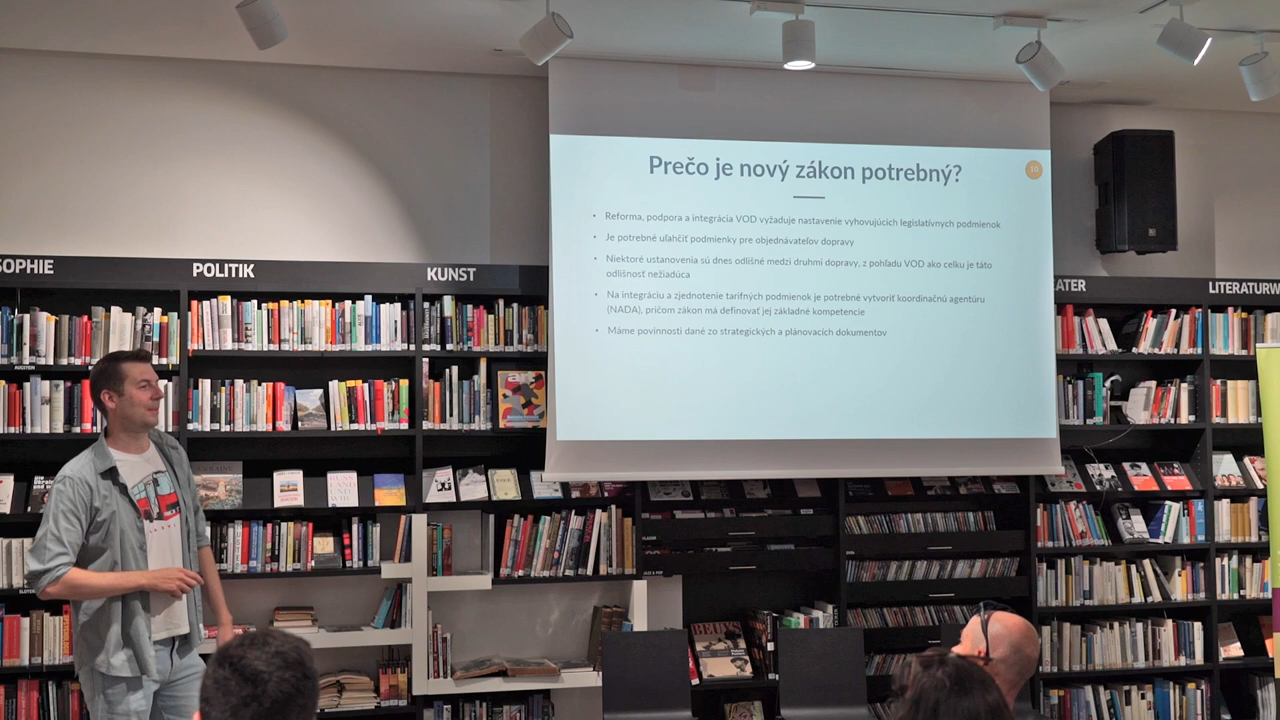 Prečo je nový zákon potrebný?
10
• Reforma, podpora a integrácia VOD vyžaduje nastavenie vyhovujúcich legislatívnych podmienok
• Je potrebné uľahčiť podmienky pre objednávateľov dopravy
• Niektoré ustanovenia sú dnes odlišné medzi druhmi dopravy, z pohľadu VOD ako celku je táto
odlišnosť nežiadúca
• Na integráciu a zjednotenie tarifných podmienok je potrebné vytvoriť koordinačnú agentúru
(NADA), pričom zákon má definovať jej základné kompetencie
• Máme povinnosti dané zo strategických a plánovacích dokumentov
SOPHIE
POLITIK
KUNST
EATER
LITERATURW